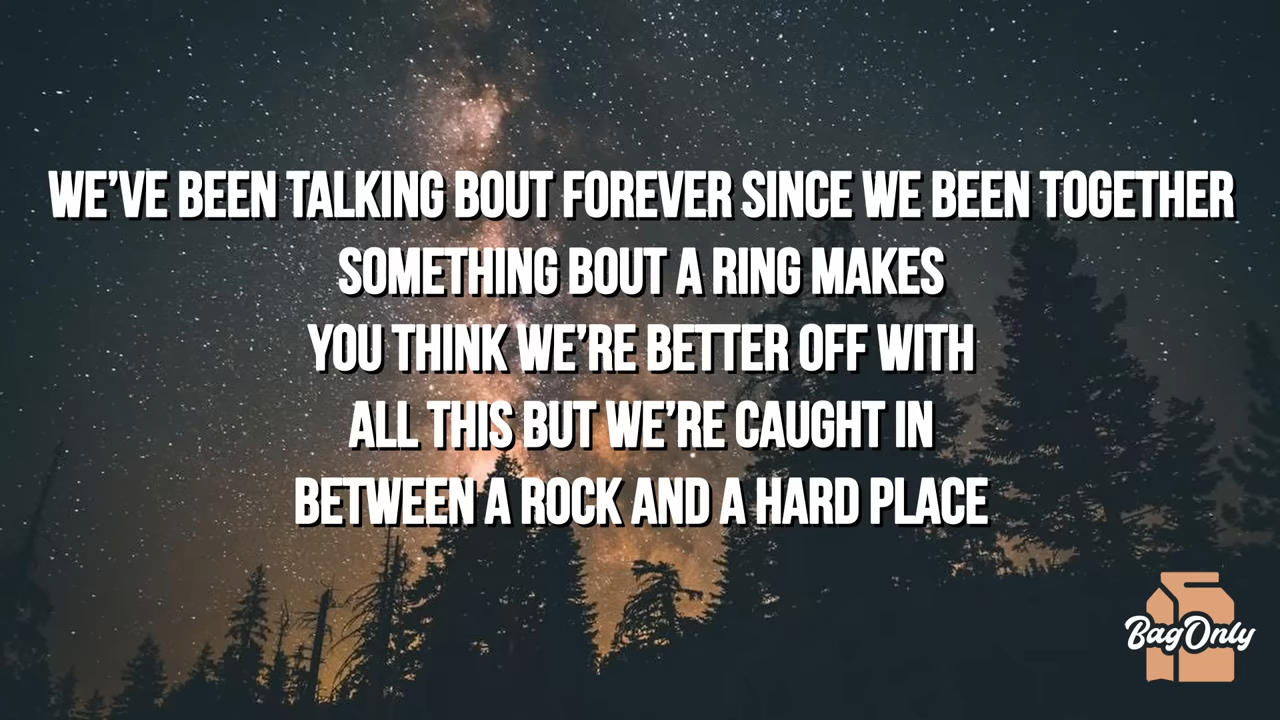 WE’VE BEEN TALKING BOUT FOREVER SINCE WE BEEN TOGETHER
SOMETHING BOUT A RING MAKES
YOU THINK WE’RE BETTER OFF WITH
ALL THIS BUT WE’RE CAUGHT IN
BETWEEN A ROCK AND A HARD PLACE
BagOnly